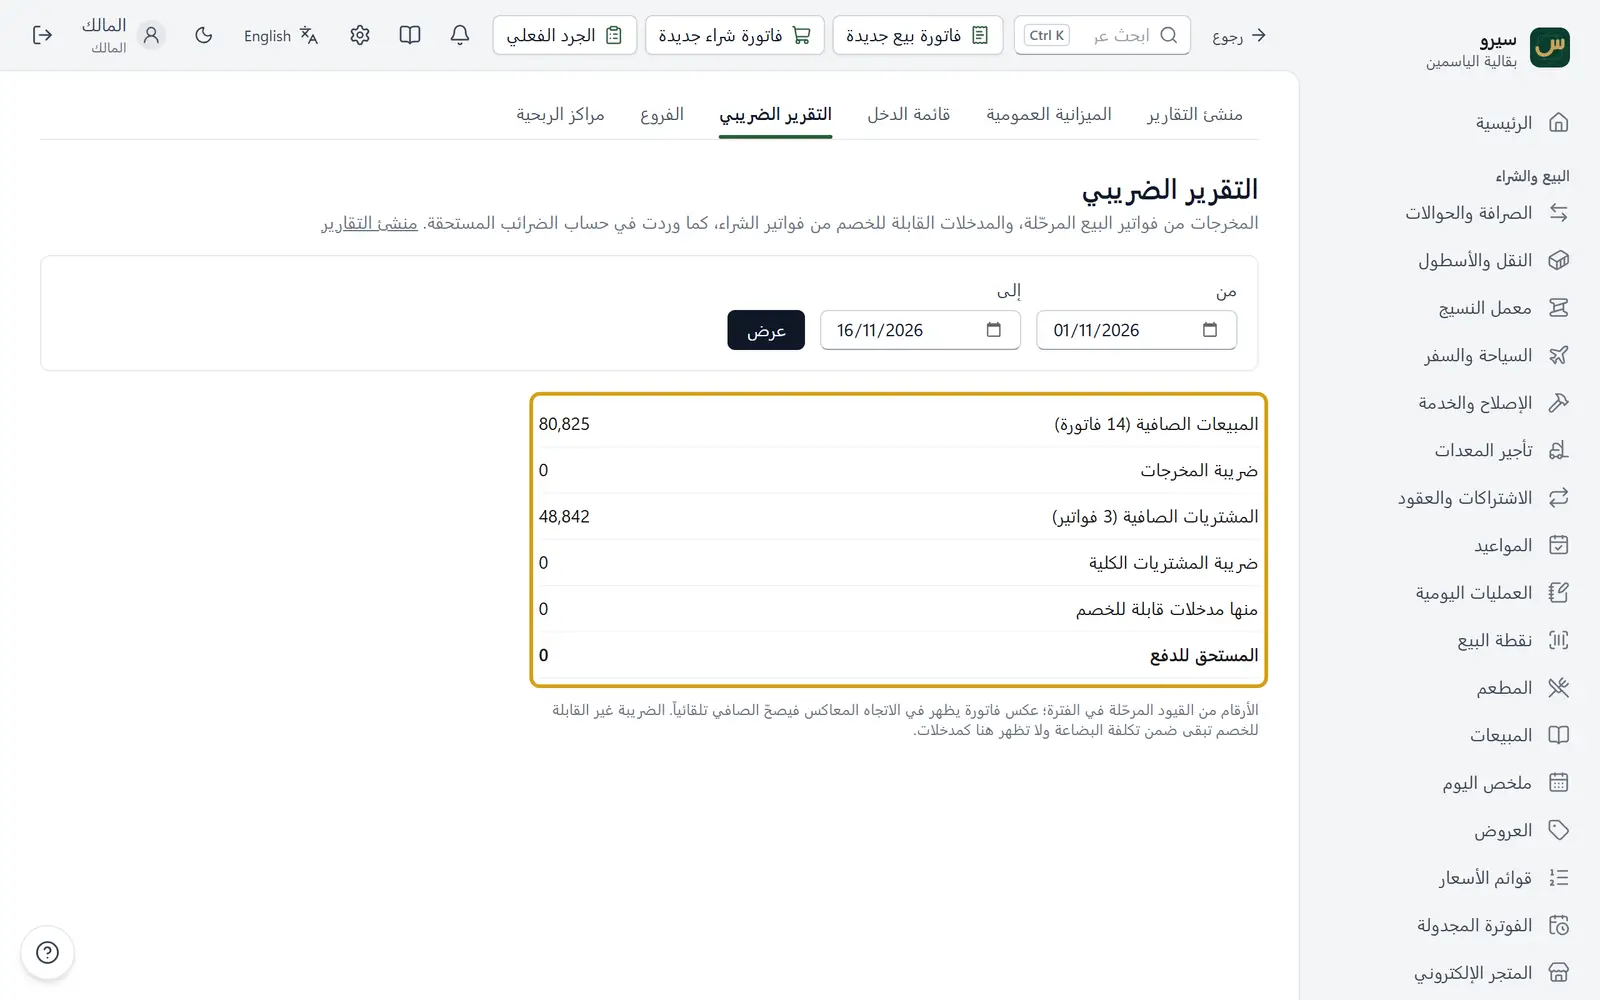 سيرو
بقالية الياسمين
رجوع
ابحث عر
Ctrl K
فاتورة بيع جديدة
فاتورة شراء جديدة
الجرد الفعلي
English
المالك
المالك
الرئيسية
البيع والشراء
الصرافة والحوالات
النقل والأسطول
معمل النسيج
السياحة والسفر
الإصلاح والخدمة
تأجير المعدات
الاشتراكات والعقود
المواعيد
العمليات اليومية
نقطة البيع
المطعم
المبيعات
ملخص اليوم
العروض
قوائم الأسعار
الفوترة المجدولة
المتجر الإلكتروني
منشئ التقارير
الميزانية العمومية
قائمة الدخل
التقرير الضريبي
الفروع
مراكز الربحية
التقرير الضريبي
المخرجات من فواتير البيع المرحّلة، والمدخلات القابلة للخصم من فواتير الشراء، كما وردت في حساب الضرائب المستحقة. منشئ التقارير
من
إلى
01/11/2026
16/11/2026
عرض
المبيعات الصافية (14 فاتورة) 80,825
ضريبة المخرجات 0
المشتريات الصافية (3 فواتير) 48,842
ضريبة المشتريات الكلية 0
منها مدخلات قابلة للخصم 0
المستحق للدفع 0
الأرقام من القيود المرحّلة في الفترة؛ عكس فاتورة يظهر في الاتجاه المعاكس فيصحّ الصافي تلقائياً. الضريبة غير القابلة
للخصم تبقى ضمن تكلفة البضاعة ولا تظهر هنا كمدخلات.